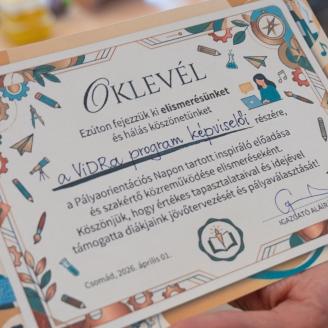 OKLEVÉL
Ezúton fejezzük ki elismerésünket
és hálás köszönetünket
a ViDRa program képviselői részére,
a Pályaorientációs Napon tartott inspiráló előadása
és szakértő közreműködése elismeréseként.
Köszönjük, hogy értékes tapasztalataival és idejével
támogatta diákjaink jövőtervezését és pályaválasztását!
Csomád, 2026. április 01.
IGAZGATÓ ALÁÍR